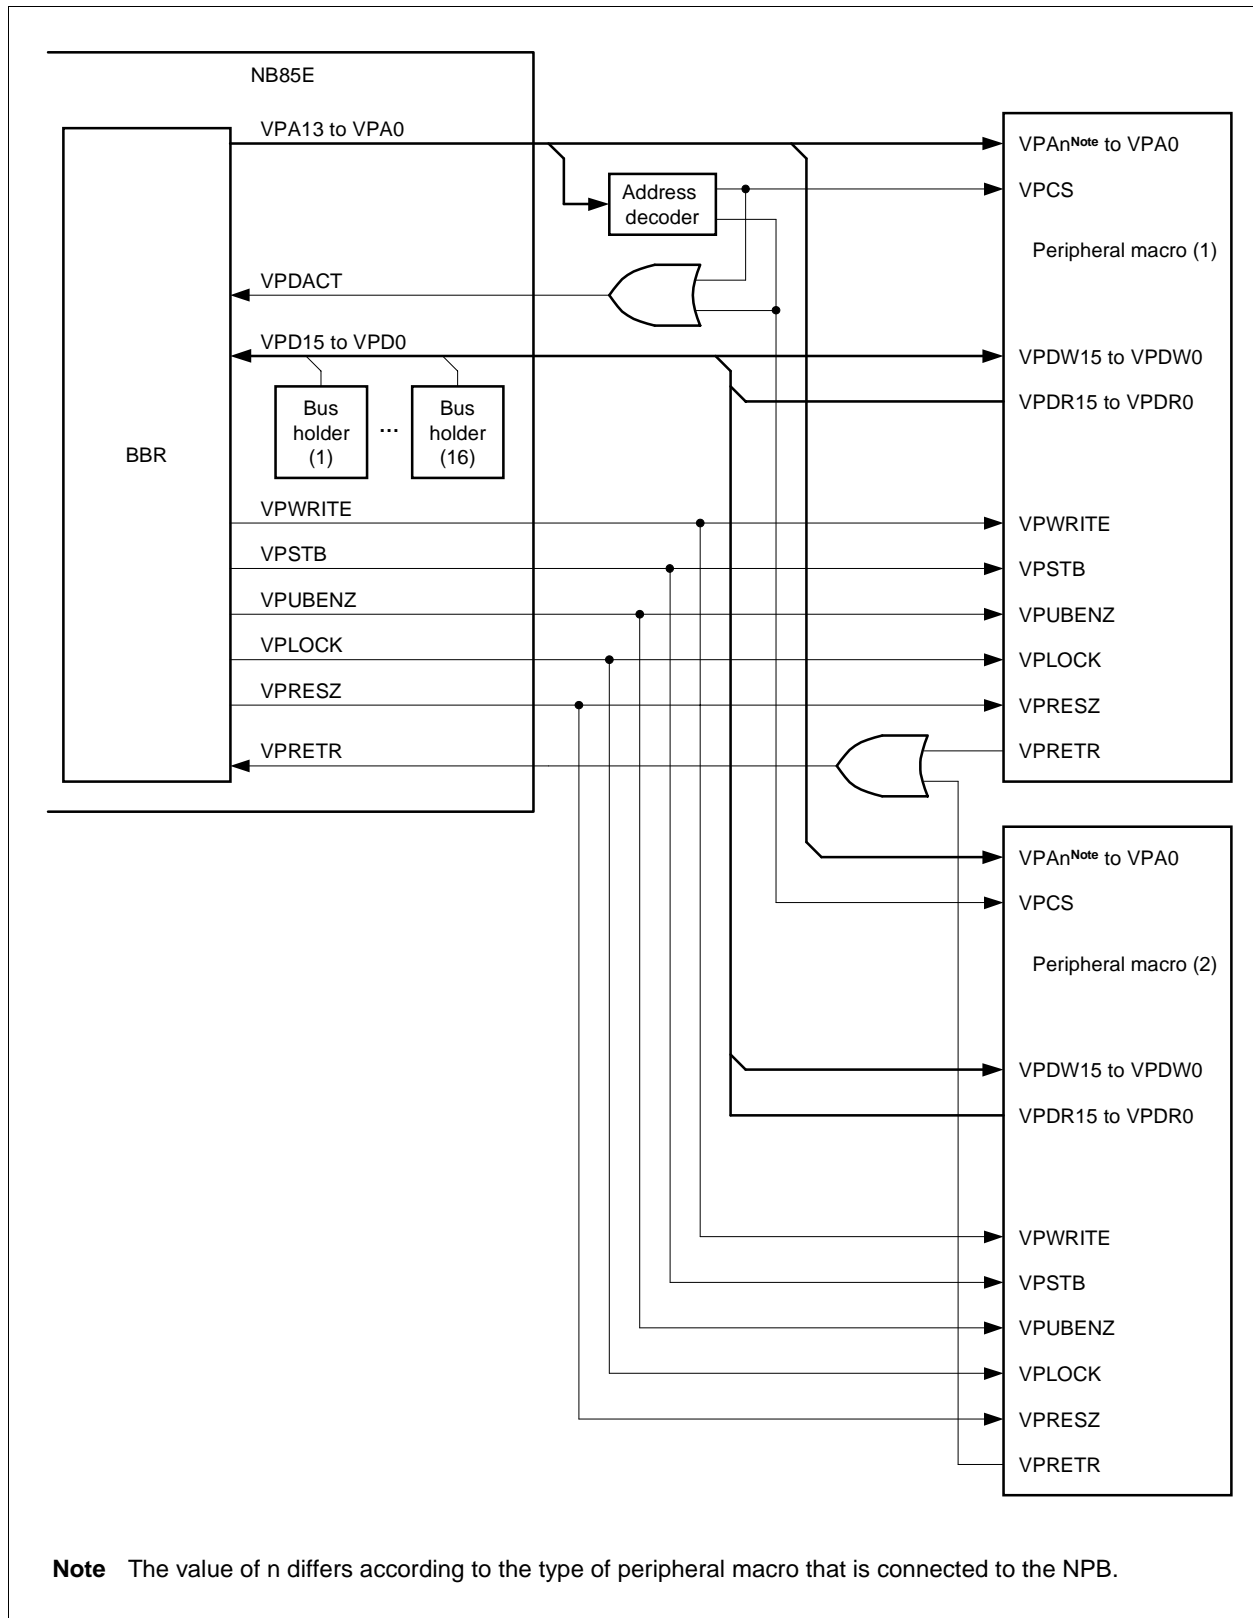 NB85E
VPA13 to VPA0
VPAnNote to VPA0
Address
decoder
VPCS
Peripheral macro (1)
VPDACT
VPD15 to VPD0
VPDW15 to VPDW0
Bus
holder
(1)
...
Bus
holder
(16)
VPDR15 to VPDR0
BBR
VPWRITE
VPWRITE
VPSTB
VPSTB
VPUBENZ
VPUBENZ
VPLOCK
VPLOCK
VPRESZ
VPRESZ
VPRETR
VPRETR
VPAnNote to VPA0
VPCS
Peripheral macro (2)
VPDW15 to VPDW0
VPDR15 to VPDR0
VPWRITE
VPSTB
VPUBENZ
VPLOCK
VPRESZ
VPRETR
Note The value of n differs according to the type of peripheral macro that is connected to the NPB.